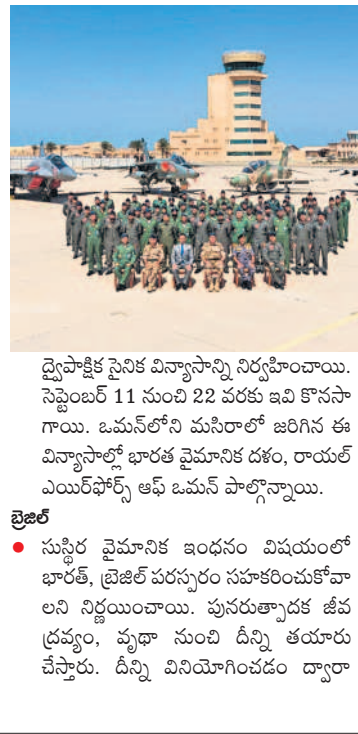 ద్వైపాక్షిక సైనిక విన్యాసాన్ని నిర్వహించాయి.
సెప్టెంబర్ 11 నుంచి 22 వరకు ఇవి కొనసా
గాయి. ఒమన్‌లోని మసిరాలో జరిగిన ఈ
విన్యాసాల్లో భారత వైమానిక దళం, రాయల్
ఎయిర్‌ఫోర్స్ ఆఫ్ ఒమన్ పాల్గొన్నాయి.
బ్రెజిల్
● సుస్థిర వైమానిక ఇంధనం విషయంలో
భారత్, బ్రెజిల్ పరస్పరం సహకరించుకోవా
లని నిర్ణయించాయి. పునరుత్పాదక జీవ
ద్రవ్యం, వృథా నుంచి దీన్ని తయారు
చేస్తారు. దీన్ని వినియోగించడం ద్వారా